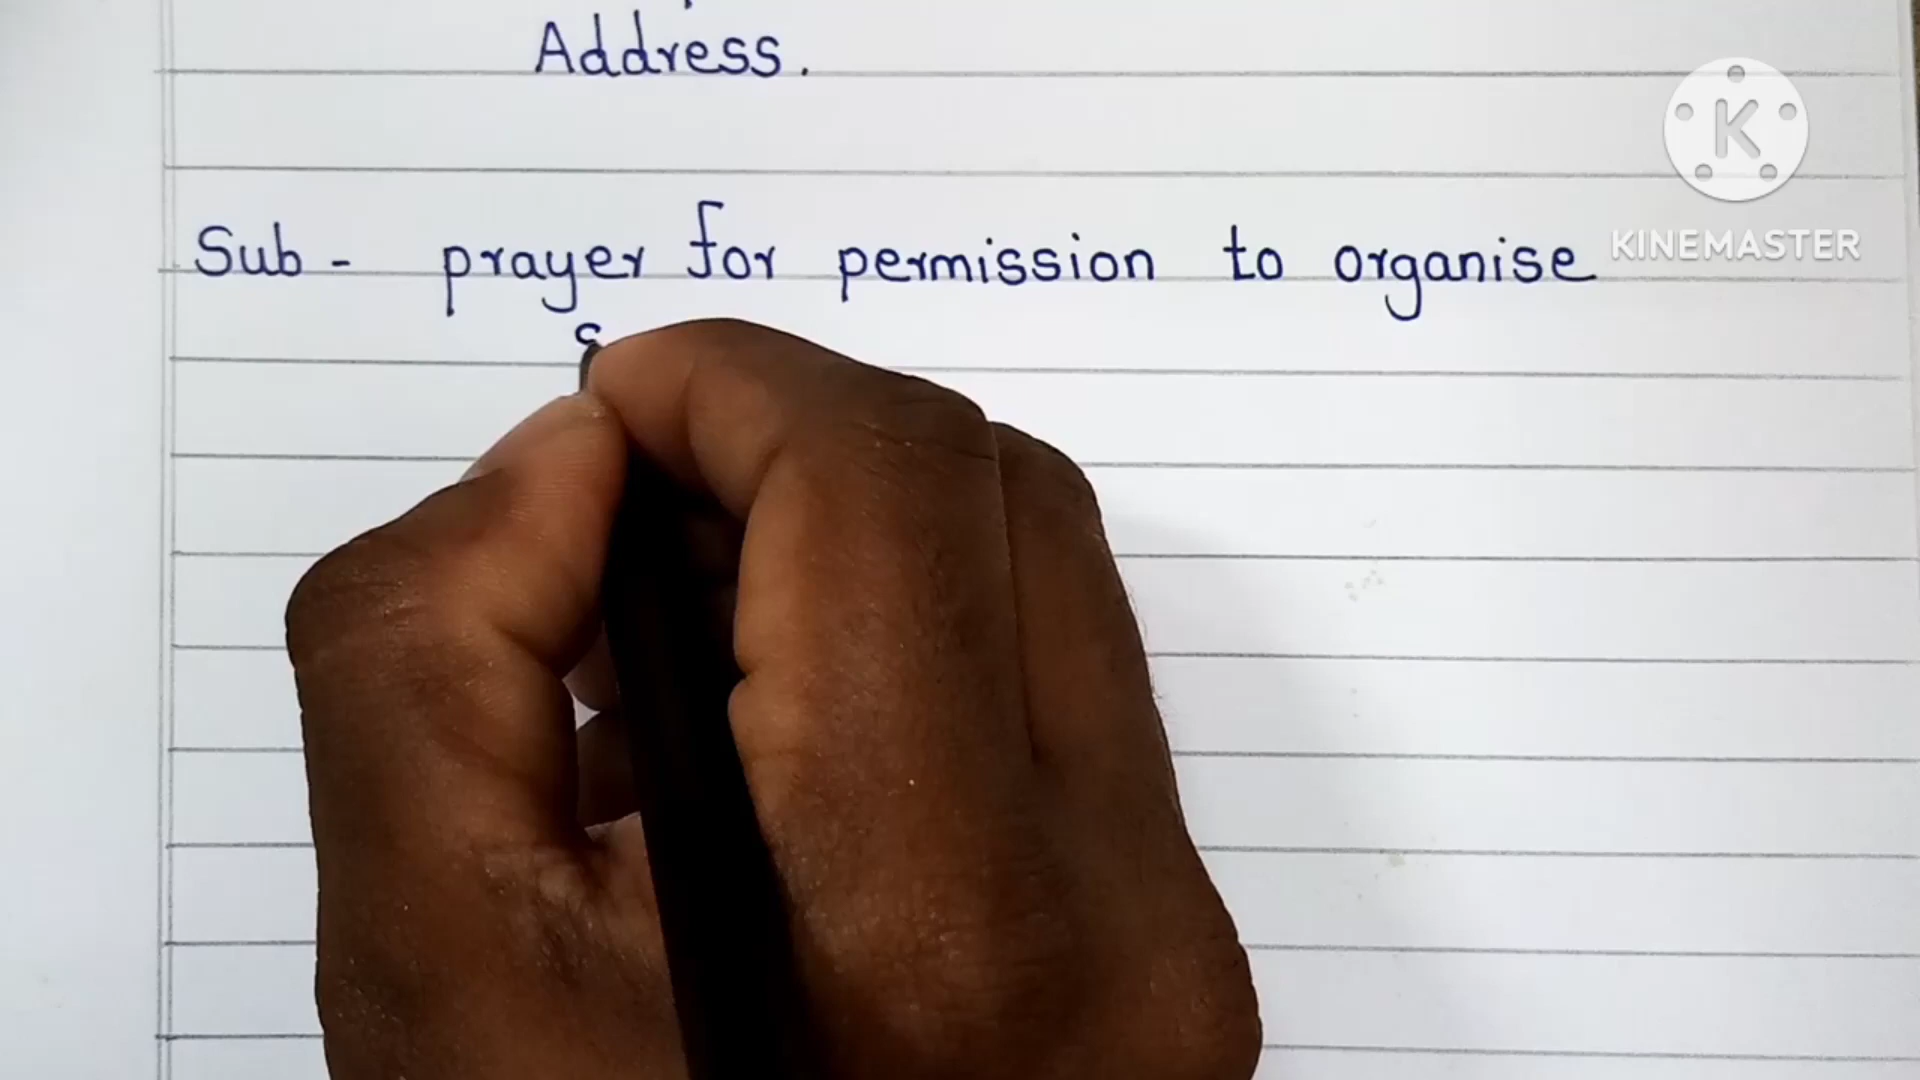 Address.
K
KINEMASTER
Sub - prayer for permission to organise